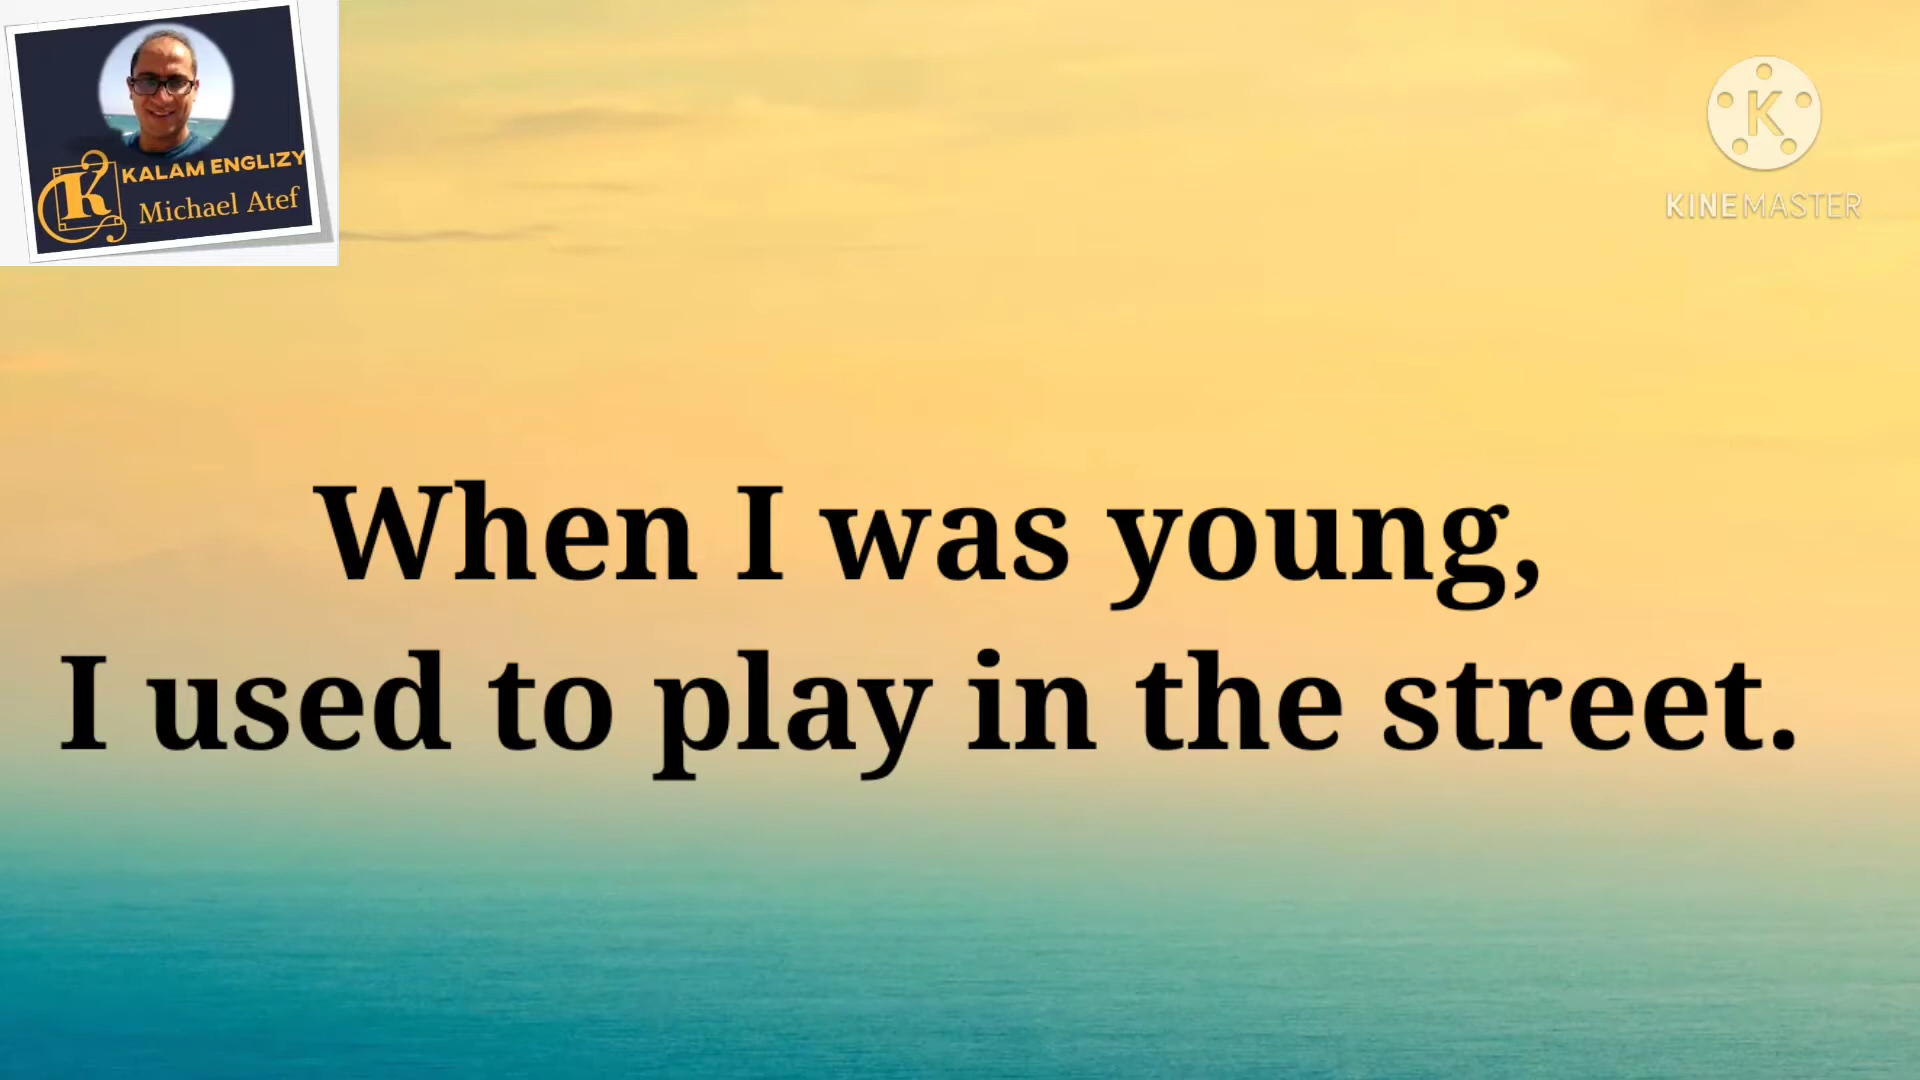 KALAM ENGLIZY
Michael Atef
K
KINEMASTER
When I was young,
I used to play in the street.